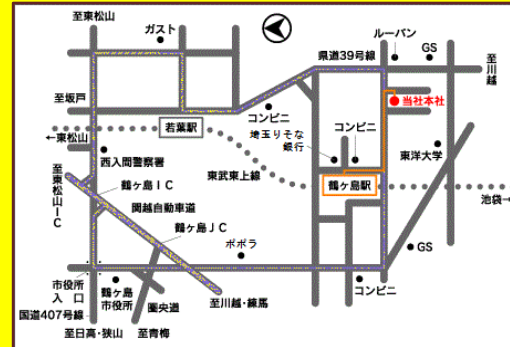 至東松山
ガスト
ルーパン
GS
県道39号線
至川越
至坂戸
コンビニ
当社本社
若葉駅
埼玉りそな
銀行
コンビニ
←東松山
東洋大学
西入間警察署
至東松山IC
東武東上線
鶴ヶ島駅
鶴ヶ島IC
池袋→
関越自動車道
鶴ヶ島JC
ポポラ
GS
市役所
入口
鶴ヶ島
市役所
圏央道
至川越・練馬
コンビニ
国道407号線
至日高・狭山
至青梅